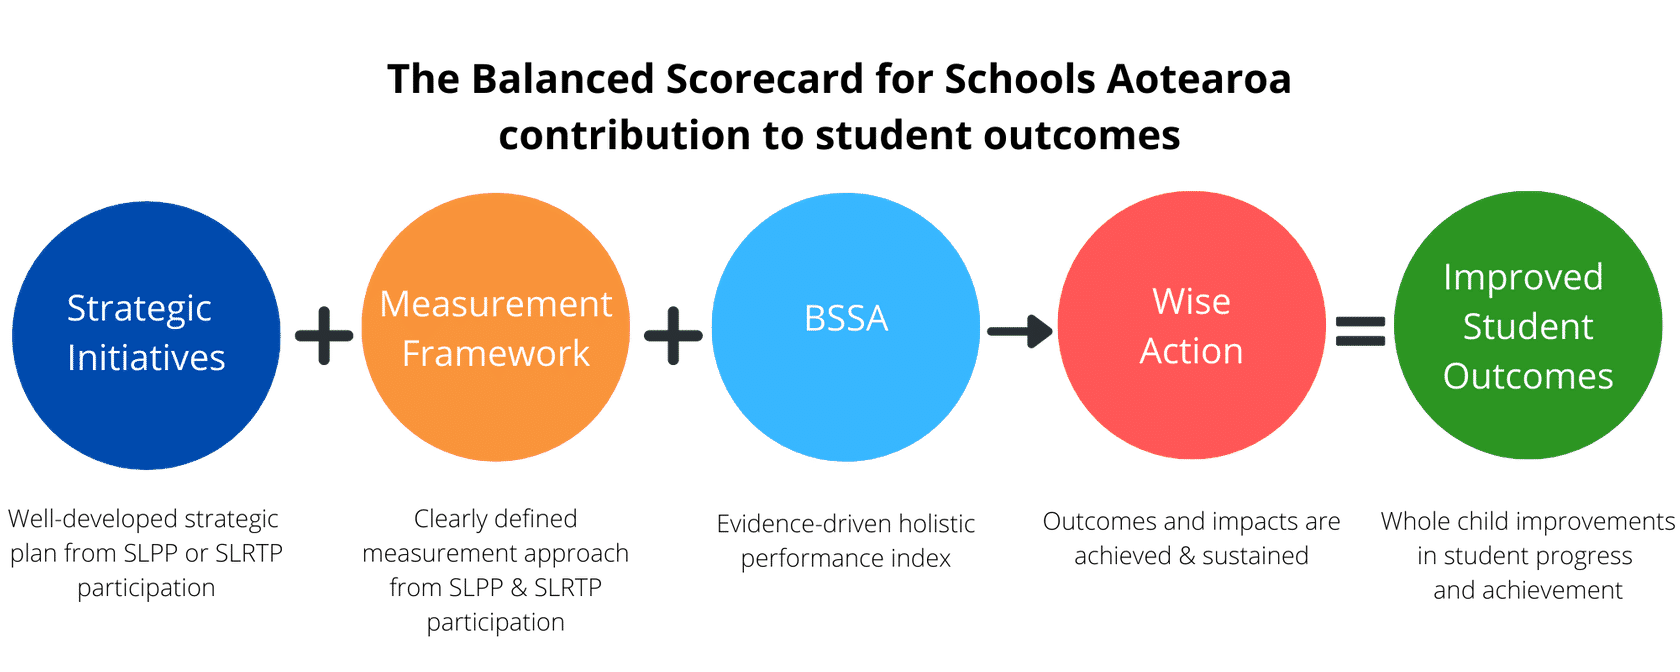 The Balanced Scorecard for Schools Aotearoa
contribution to student outcomes
Strategic
Initiatives
Measurement
Framework
BSSA
Wise
Action
Improved
Student
Outcomes
Well-developed strategic
plan from SLPP or SLRTP
participation
Clearly defined
measurement approach
from SLPP & SLRTP
participation
Evidence-driven holistic
performance index
Outcomes and impacts are
achieved & sustained
Whole child improvements
in student progress
and achievement